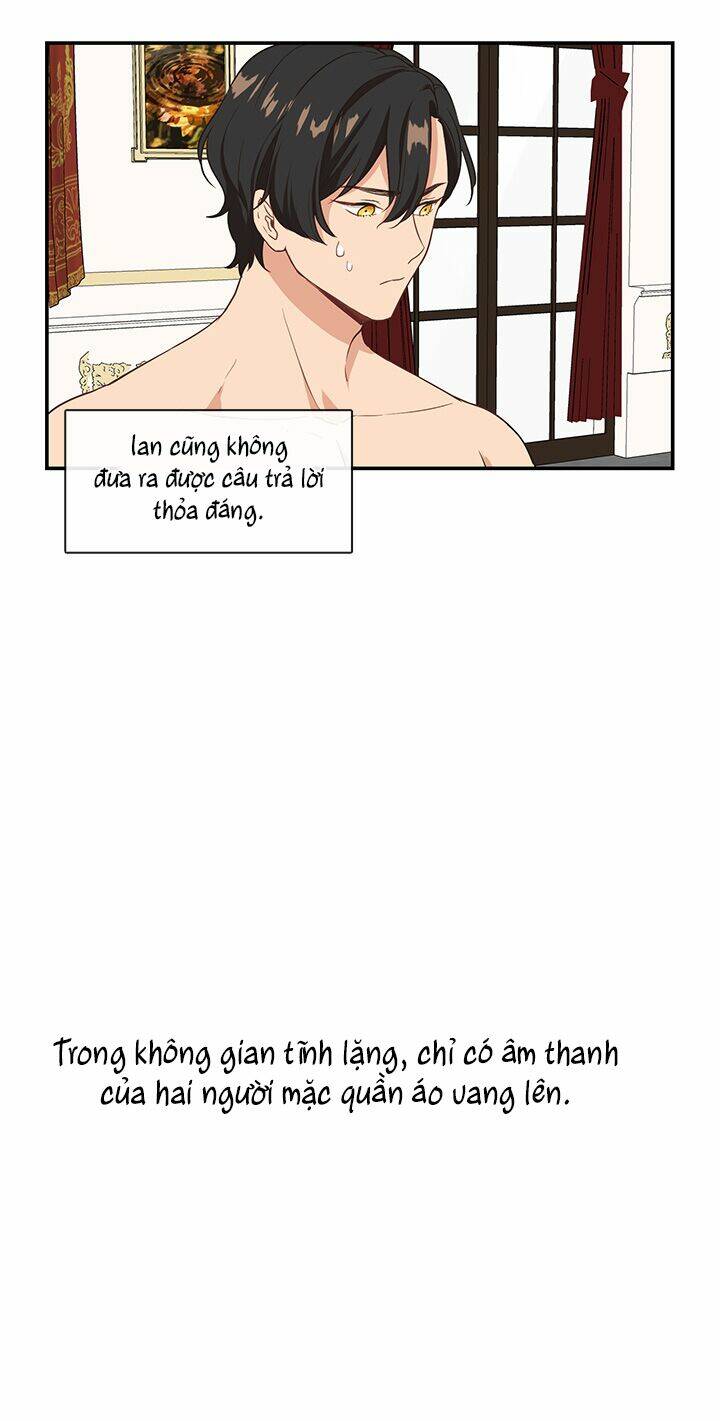 Ian cũng không
đưa ra được câu trả lời
thỏa đáng.
Trong không gian tĩnh lặng, chỉ có âm thanh
của hai người mặc quần áo vang lên.